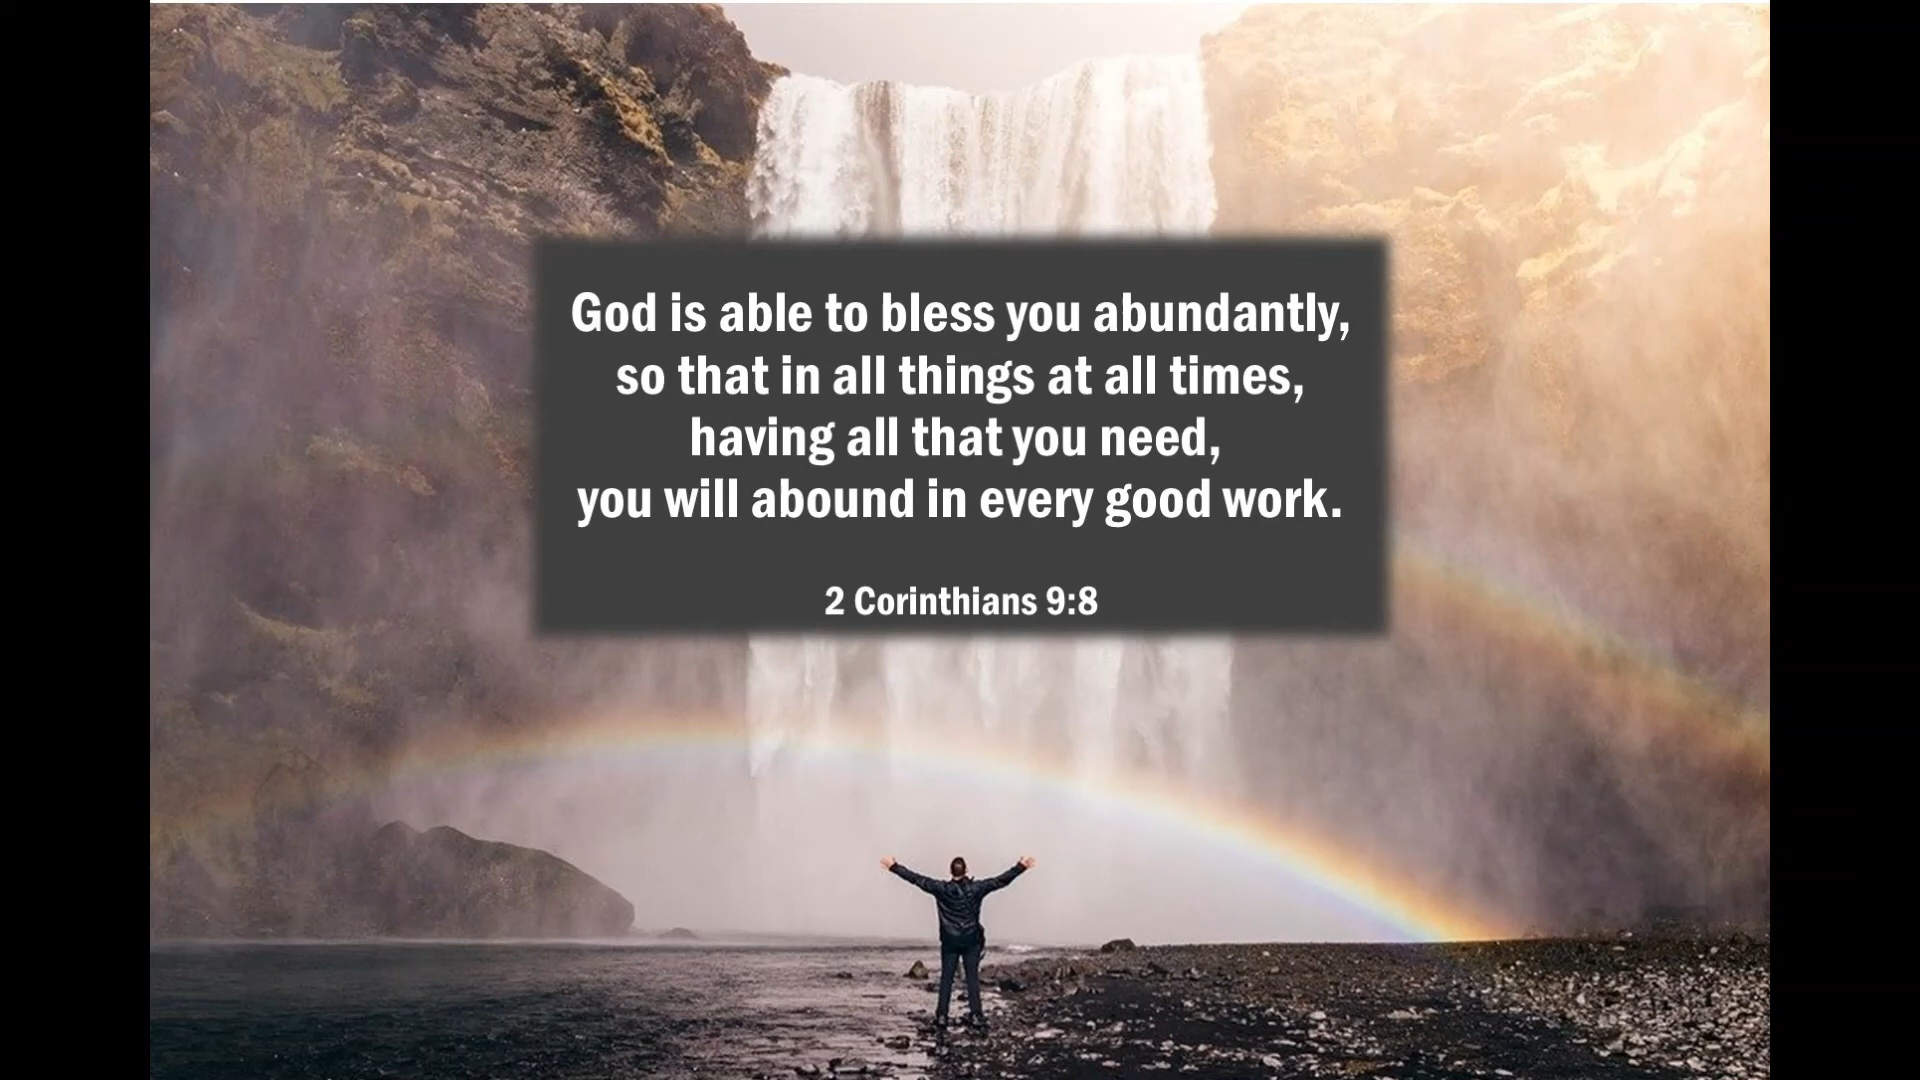 God is able to bless you abundantly,
so that in all things at all times,
having all that you need,
you will abound in every good work.
2 Corinthians 9:8